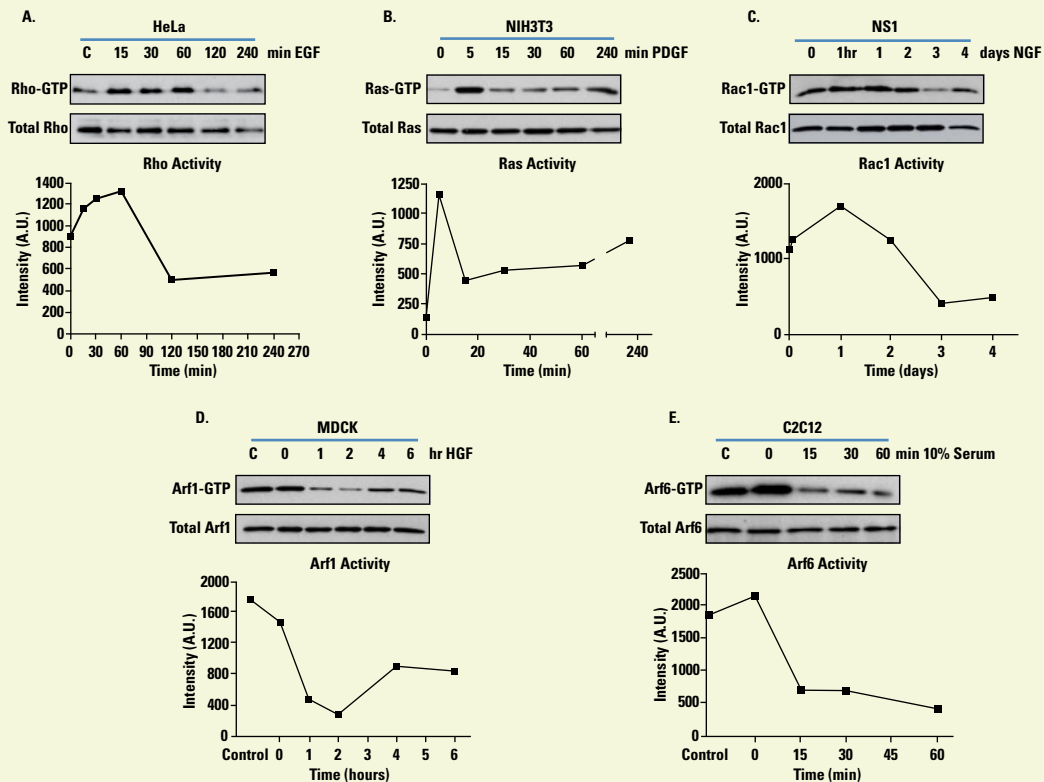 A.
HeLa
C 15 30 60 120 240 min EGF
Rho-GTP
Total Rho
Rho Activity
Intensity (A.U.)
1400
1200
1000
800
600
400
200
0
0 30 60 90 120 150 180 210 240 270
Time (min)
B.
NIH3T3
0 5 15 30 60 240 min PDGF
Ras-GTP
Total Ras
Ras Activity
Intensity (A.U.)
1250
1000
750
500
250
0
0 20 40 60 240
Time (min)
C.
NS1
0 1hr 1 2 3 4 days NGF
Rac1-GTP
Total Rac1
Rac1 Activity
Intensity (A.U.)
2000
1000
0
0 1 2 3 4
Time (days)
D.
MDCK
C 0 1 2 4 6 hr HGF
Arf1-GTP
Total Arf1
Arf1 Activity
Intensity (A.U.)
2000
1600
1200
800
400
0
Control 0 1 2 3 4 5 6
Time (hours)
E.
C2C12
C 0 15 30 60 min 10% Serum
Arf6-GTP
Total Arf6
Arf6 Activity
Intensity (A.U.)
2500
2000
1500
1000
500
0
Control 0 15 30 45 60
Time (min)